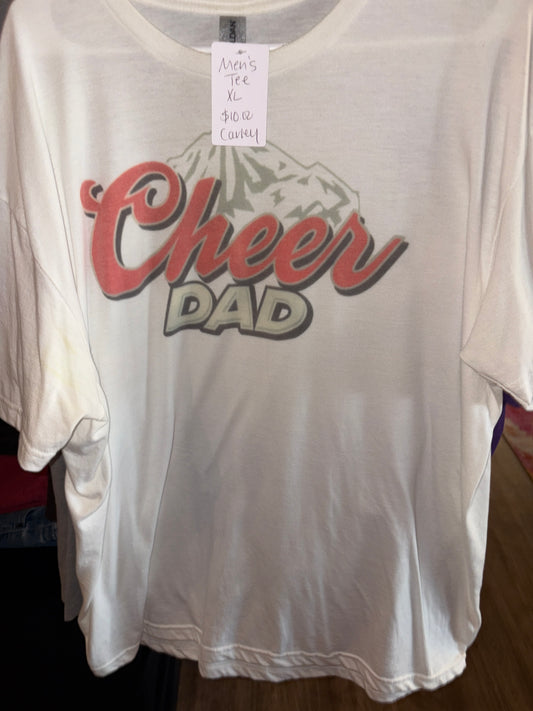 Men's
Tee
XL
$10.00
Cheer
DAD